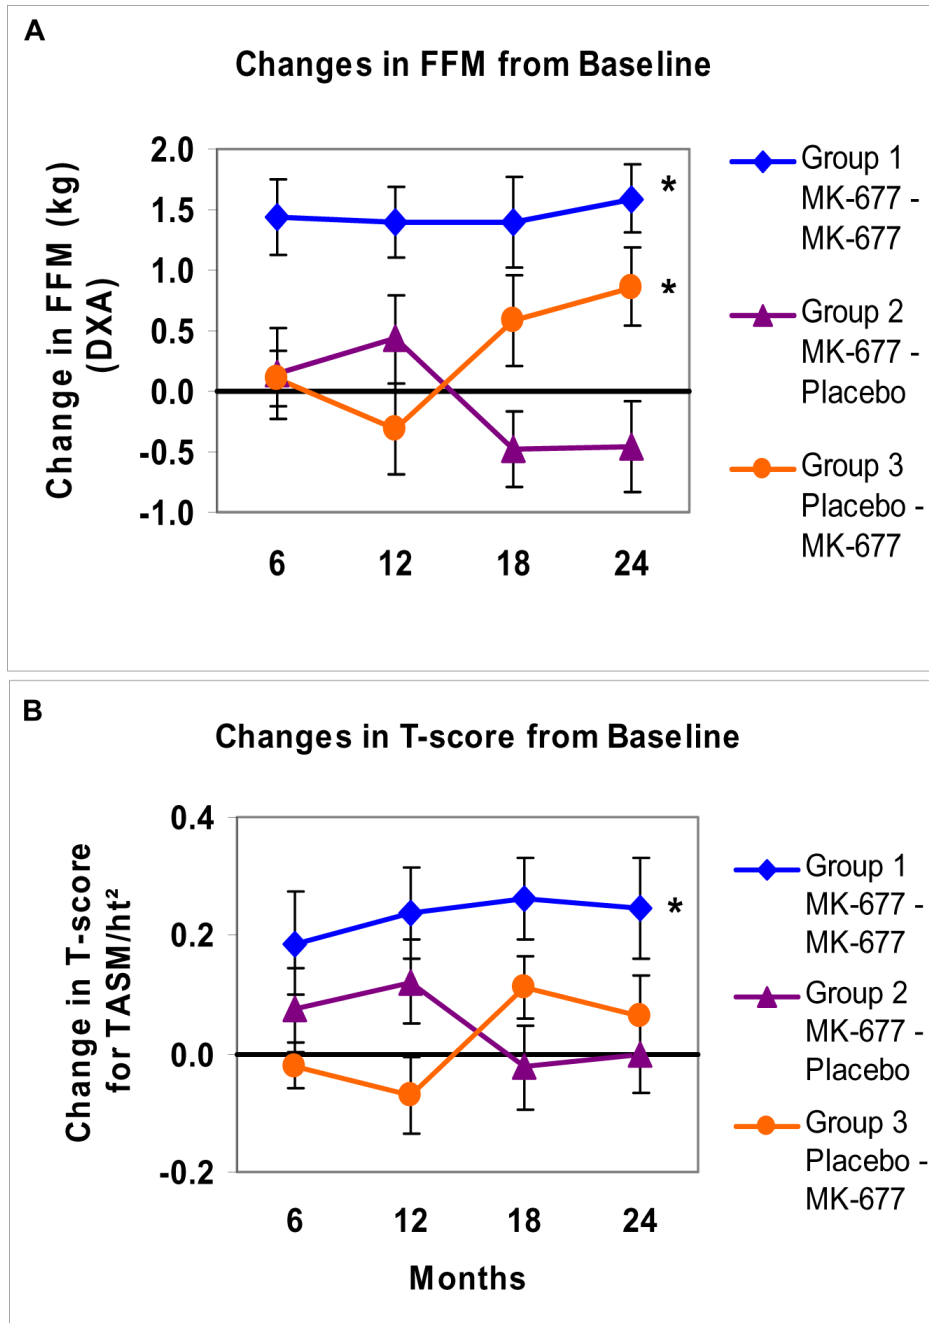 A
Changes in FFM from Baseline
Change in FFM (kg)
(DXA)
2.0
1.5
1.0
0.5
0.0
-0.5
-1.0
6 12 18 24
*
*
Group 1
MK-677 -
MK-677
Group 2
MK-677 -
Placebo
Group 3
Placebo -
MK-677
B
Changes in T-score from Baseline
Change in T-score
for TASM/ht²
0.4
0.2
0.0
-0.2
6 12 18 24
Months
*
Group 1
MK-677 -
MK-677
Group 2
MK-677 -
Placebo
Group 3
Placebo -
MK-677